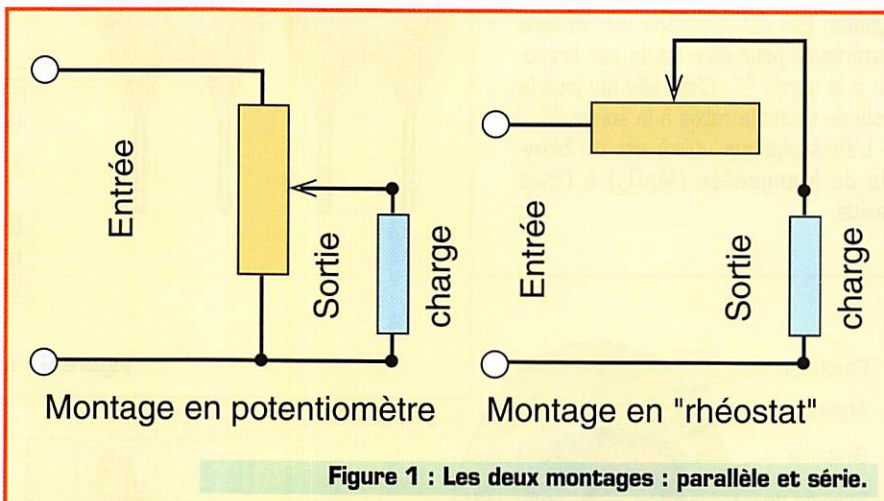 Entrée
Sortie
charge
Entrée
Sortie
charge
Montage en potentiomètre
Montage en "rhéostat"
Figure 1 : Les deux montages : parallèle et série.